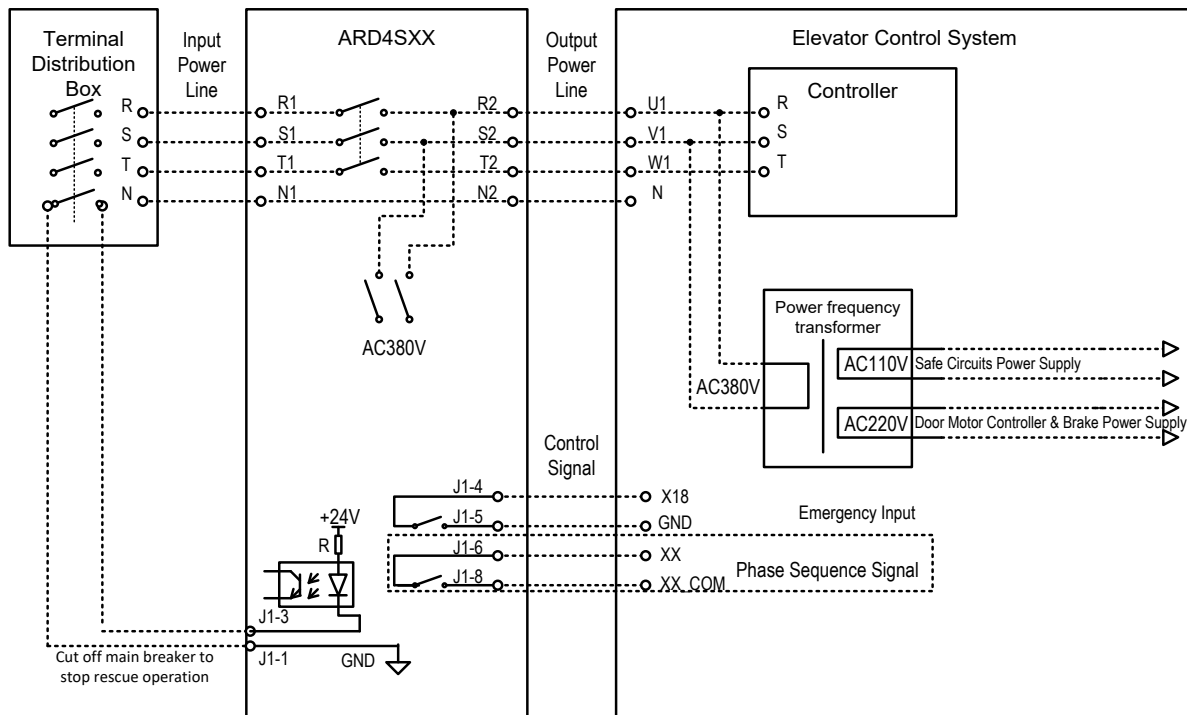 Terminal
Distribution
Box
Input
Power
Line
ARD4SXX
Output
Power
Line
Elevator Control System
Controller
R
R1
R2
U1
R
S
S1
S2
V1
S
T
T1
T2
W1
T
N
N1
N2
N
AC380V
Power frequency
transformer
AC380V
AC110V
Safe Circuits Power Supply
AC220V
Door Motor Controller & Brake Power Supply
Control
Signal
J1-4
X18
J1-5
GND
Emergency Input
J1-6
XX
J1-8
XX_COM
Phase Sequence Signal
+24V
R
J1-3
J1-1
GND
Cut off main breaker to
stop rescue operation